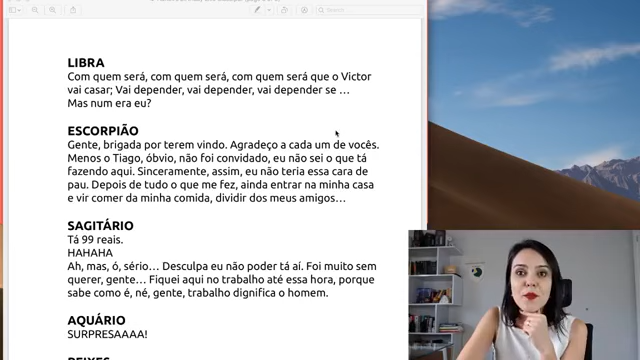 LIBRA
Com quem será, com quem será, com quem será que o Victor
vai casar; Vai depender, vai depender, vai depender se …
Mas num era eu?
ESCORPIÃO
Gente, brigada por terem vindo. Agradeço a cada um de vocês.
Menos o Tiago, óbvio, não foi convidado, eu não sei o que tá
fazendo aqui. Sinceramente, assim, eu não teria essa cara de
pau. Depois de tudo o que me fez, ainda entrar na minha casa
e vir comer da minha comida, dividir dos meus amigos…
SAGITÁRIO
Tá 99 reais.
HAHAHA
Ah, mas, ó, sério… Desculpa eu não poder tá aí. Foi muito sem
querer, gente… Fiquei aqui no trabalho até essa hora, porque
sabe como é, né, gente, trabalho dignifica o homem.
AQUÁRIO
SURPRESAAAA!